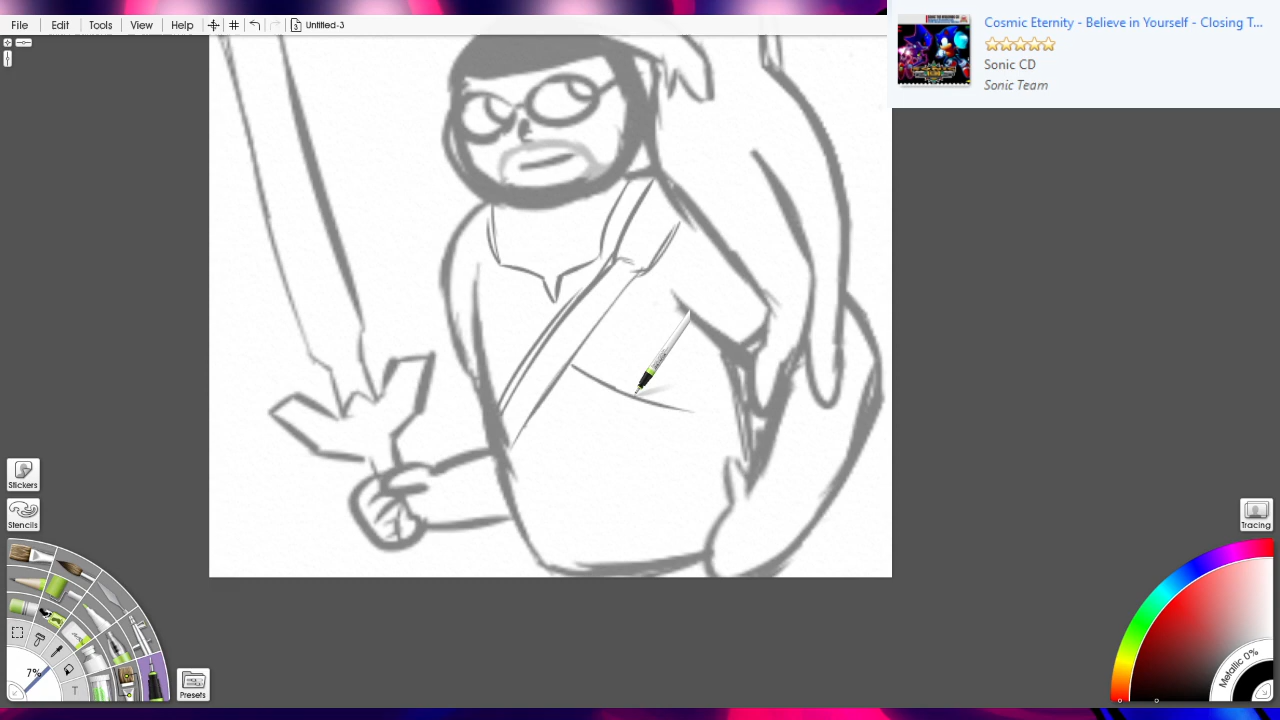 File Edit Tools View Help 3 Untitled-3
Cosmic Eternity - Believe in Yourself - Closing T...
Sonic CD
Sonic Team
Stickers
Stencils
Tracing
7%
T
Presets
Metallic 0%